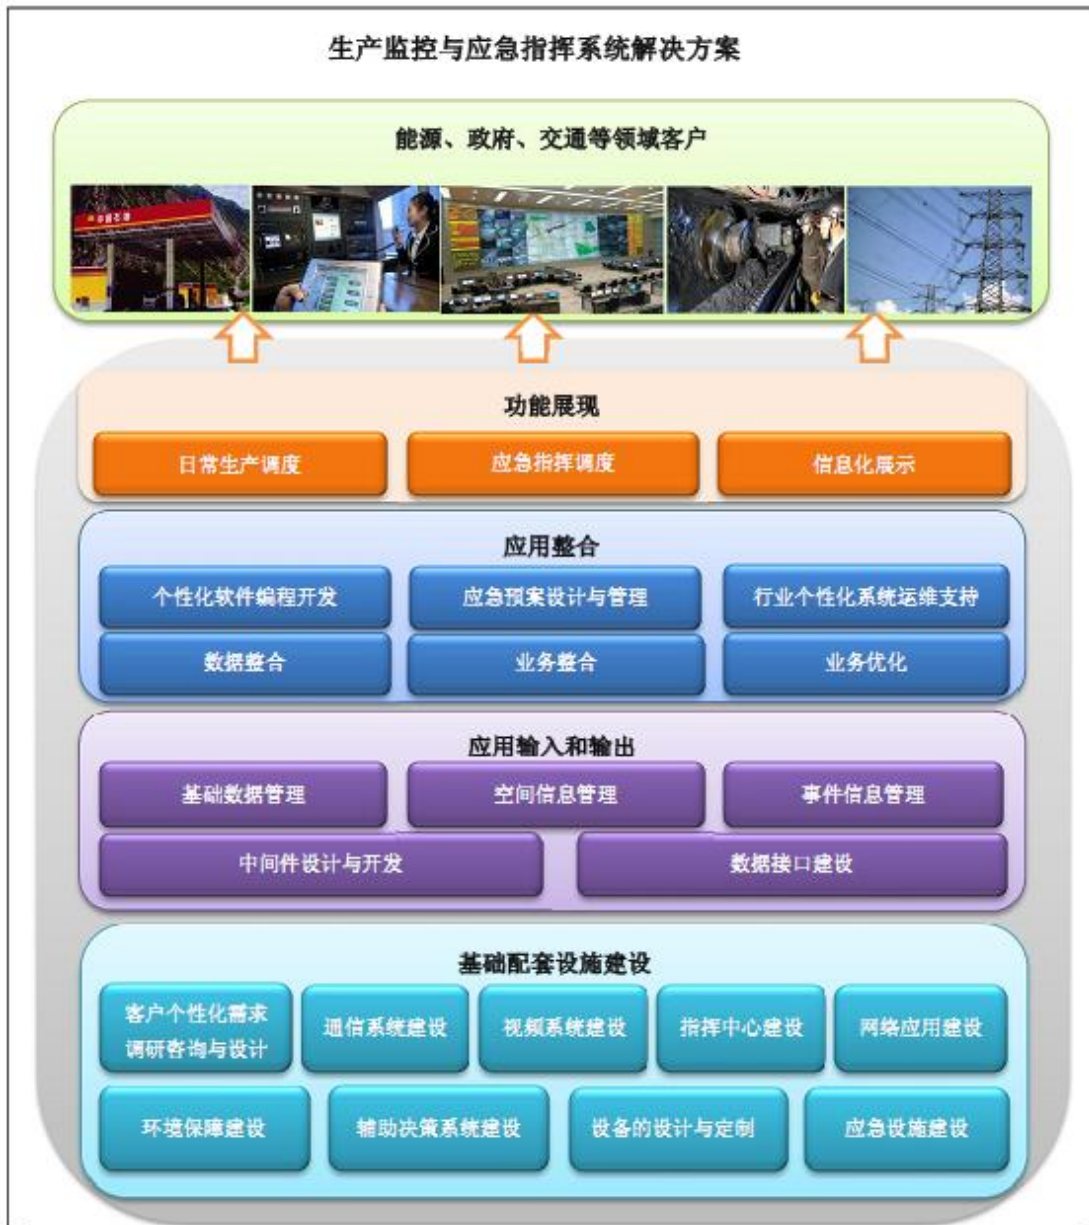 生产监控与应急指挥系统解决方案
能源、政府、交通等领域客户
中国石油
功能展现
日常生产调度
应急指挥调度
信息化展示
应用整合
个性化软件编程开发
应急预案设计与管理
行业个性化系统运维支持
数据整合
业务整合
业务优化
应用输入和输出
基础数据管理
空间信息管理
事件信息管理
中间件设计与开发
数据接口建设
基础配套设施建设
客户个性化需求
调研咨询与设计
通信系统建设
视频系统建设
指挥中心建设
网络应用建设
环境保障建设
辅助决策系统建设
设备的设计与定制
应急设施建设